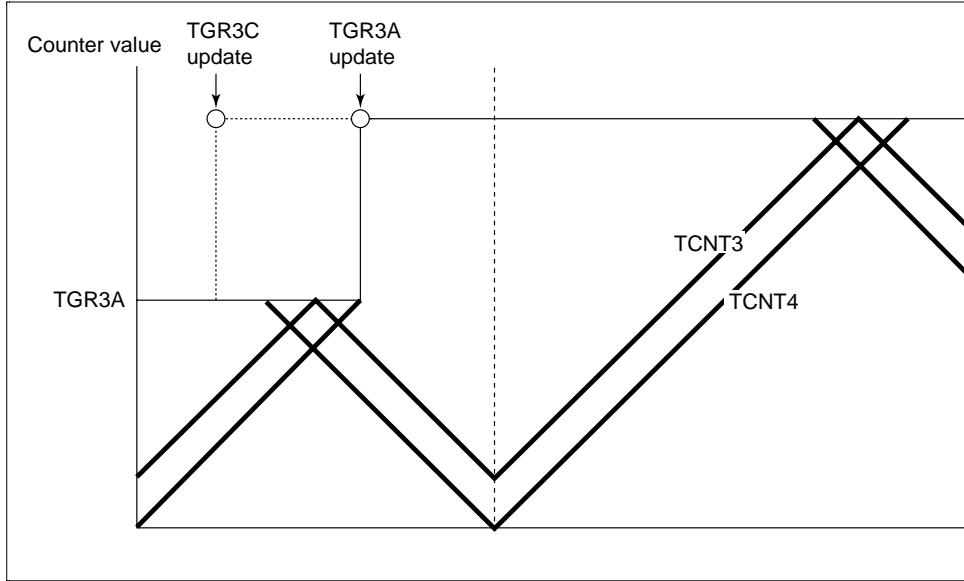 Counter value
TGR3C
update
TGR3A
update
TCNT3
TGR3A
TCNT4